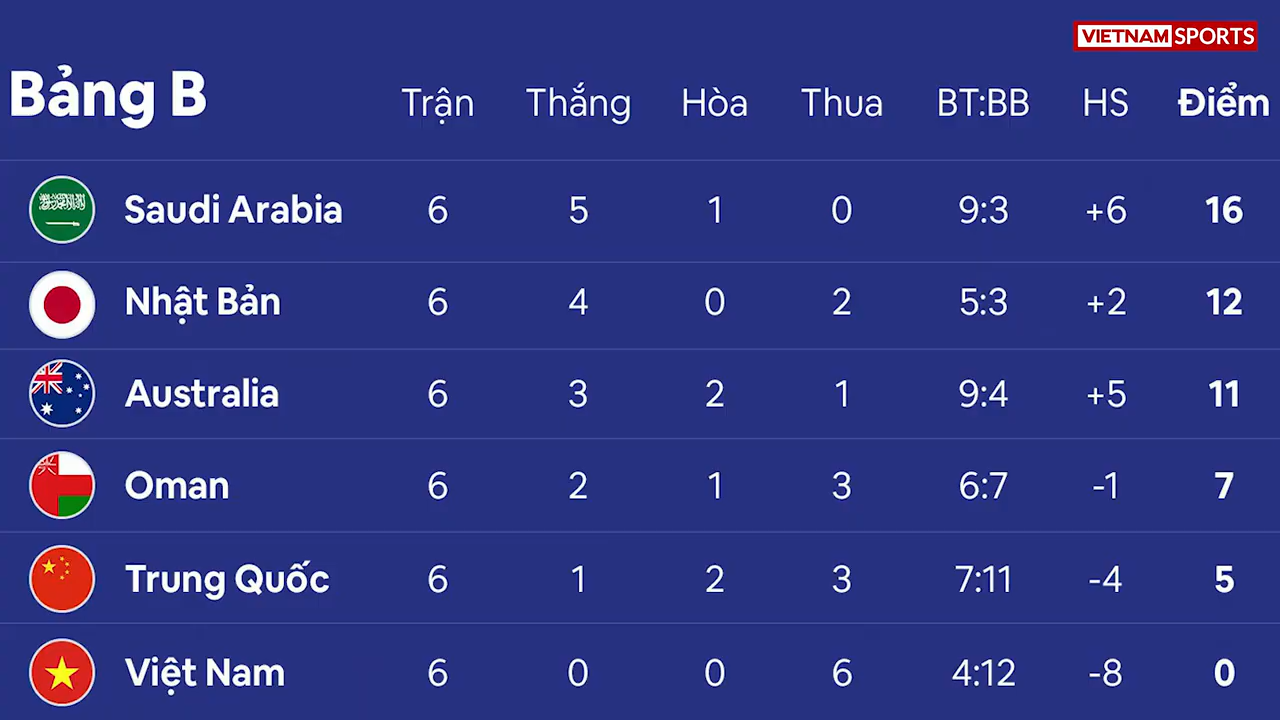 VIETNAM SPORTS
Bảng B Trận Thắng Hòa Thua BT:BB HS Điểm
Saudi Arabia 6 5 1 0 9:3 +6 16
Nhật Bản 6 4 0 2 5:3 +2 12
Australia 6 3 2 1 9:4 +5 11
Oman 6 2 1 3 6:7 -1 7
Trung Quốc 6 1 2 3 7:11 -4 5
Việt Nam 6 0 0 6 4:12 -8 0